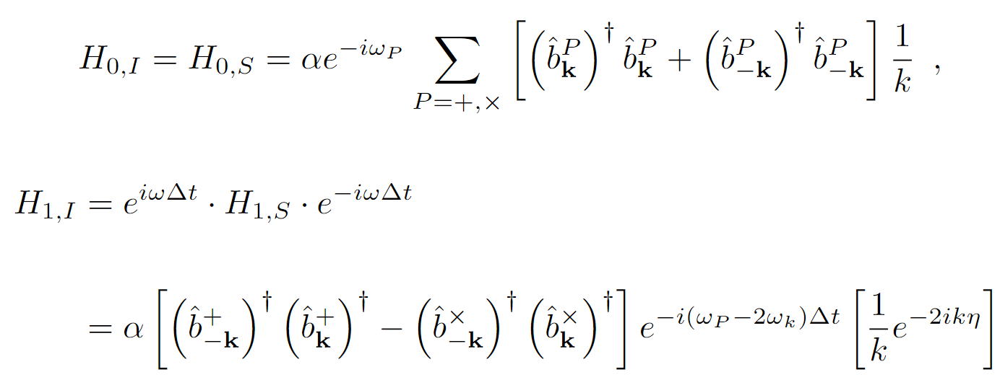 H_{0,I} = H_{0,S} = \alpha e^{-i\omega_P} \sum_{P=+,\times} \left[ \left( \hat{b}^P_{\mathbf{k}} \right)^\dagger \hat{b}^P_{\mathbf{k}} + \left( \hat{b}^P_{-\mathbf{k}} \right)^\dagger \hat{b}^P_{-\mathbf{k}} \right] \frac{1}{k} ,
H_{1,I} = e^{i\omega\Delta t} \cdot H_{1,S} \cdot e^{-i\omega\Delta t}
= \alpha \left[ \left( \hat{b}^+_{-\mathbf{k}} \right)^\dagger \left( \hat{b}^+_{\mathbf{k}} \right)^\dagger - \left( \hat{b}^\times_{-\mathbf{k}} \right)^\dagger \left( \hat{b}^\times_{\mathbf{k}} \right)^\dagger \right] e^{-i(\omega_P - 2\omega_k)\Delta t} \left[ \frac{1}{k} e^{-2ik\eta} \right]